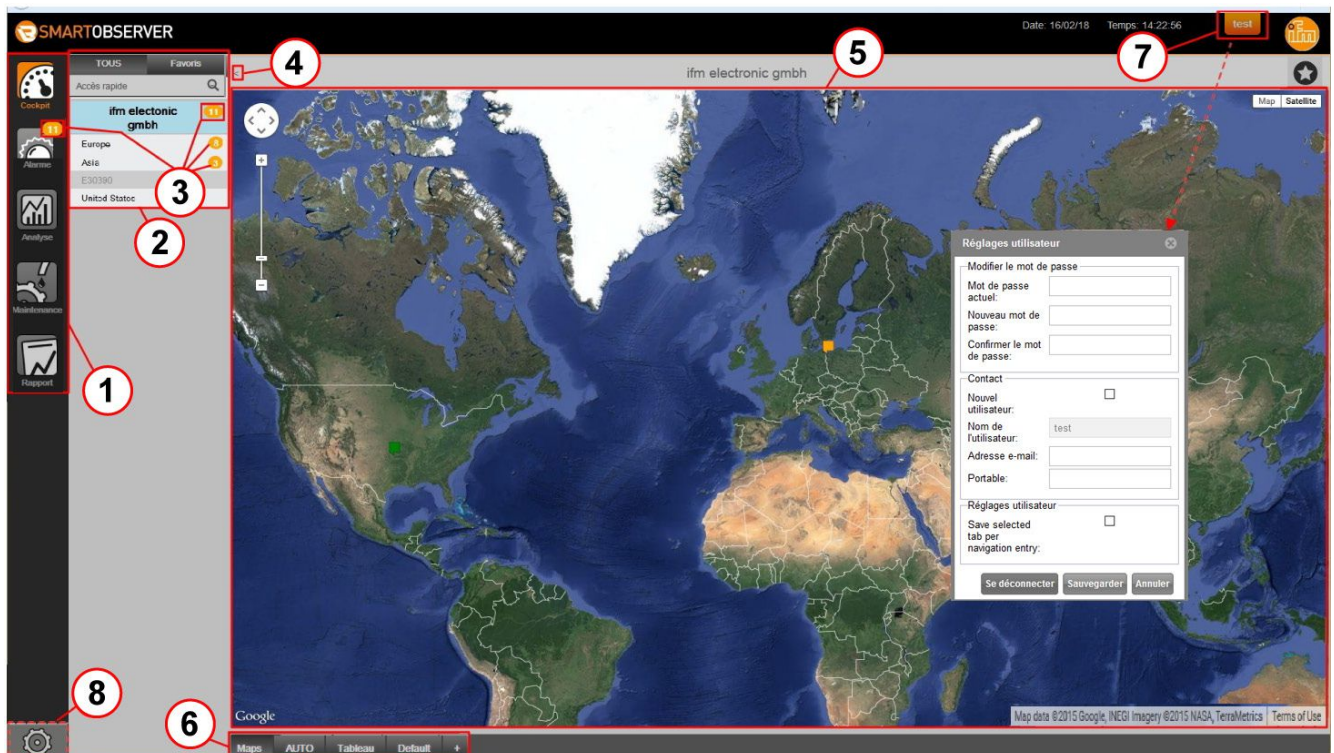 SMARTOBSERVER
Date: 16/02/18 Temps: 14:22:56 test
ifm
7
TOUS Favoris
4
5
Accès rapide
<
ifm electronic gmbh
Cockpit
ifm electonic gmbh 11
Map Satellite
11
Alarme
Europe 8
Asia 3
E30390
3
United States
2
Analyse
Maintenance
Rapport
1
Réglages utilisateur
Modifier le mot de passe
Mot de passe
actuel:
Nouveau mot de
passe:
Confirmer le mot
de passe:
Contact
Nouvel
utilisateur:
Nom de
l'utilisateur: test
Adresse e-mail:
Portable:
Réglages utilisateur
Save selected
tab per
navigation entry:
Se déconnecter Sauvegarder Annuler
8
6
Google
Map data ©2015 Google, INEGI Imagery ©2015 NASA, TerraMetrics Terms of Use
Maps AUTO Tableau Default +